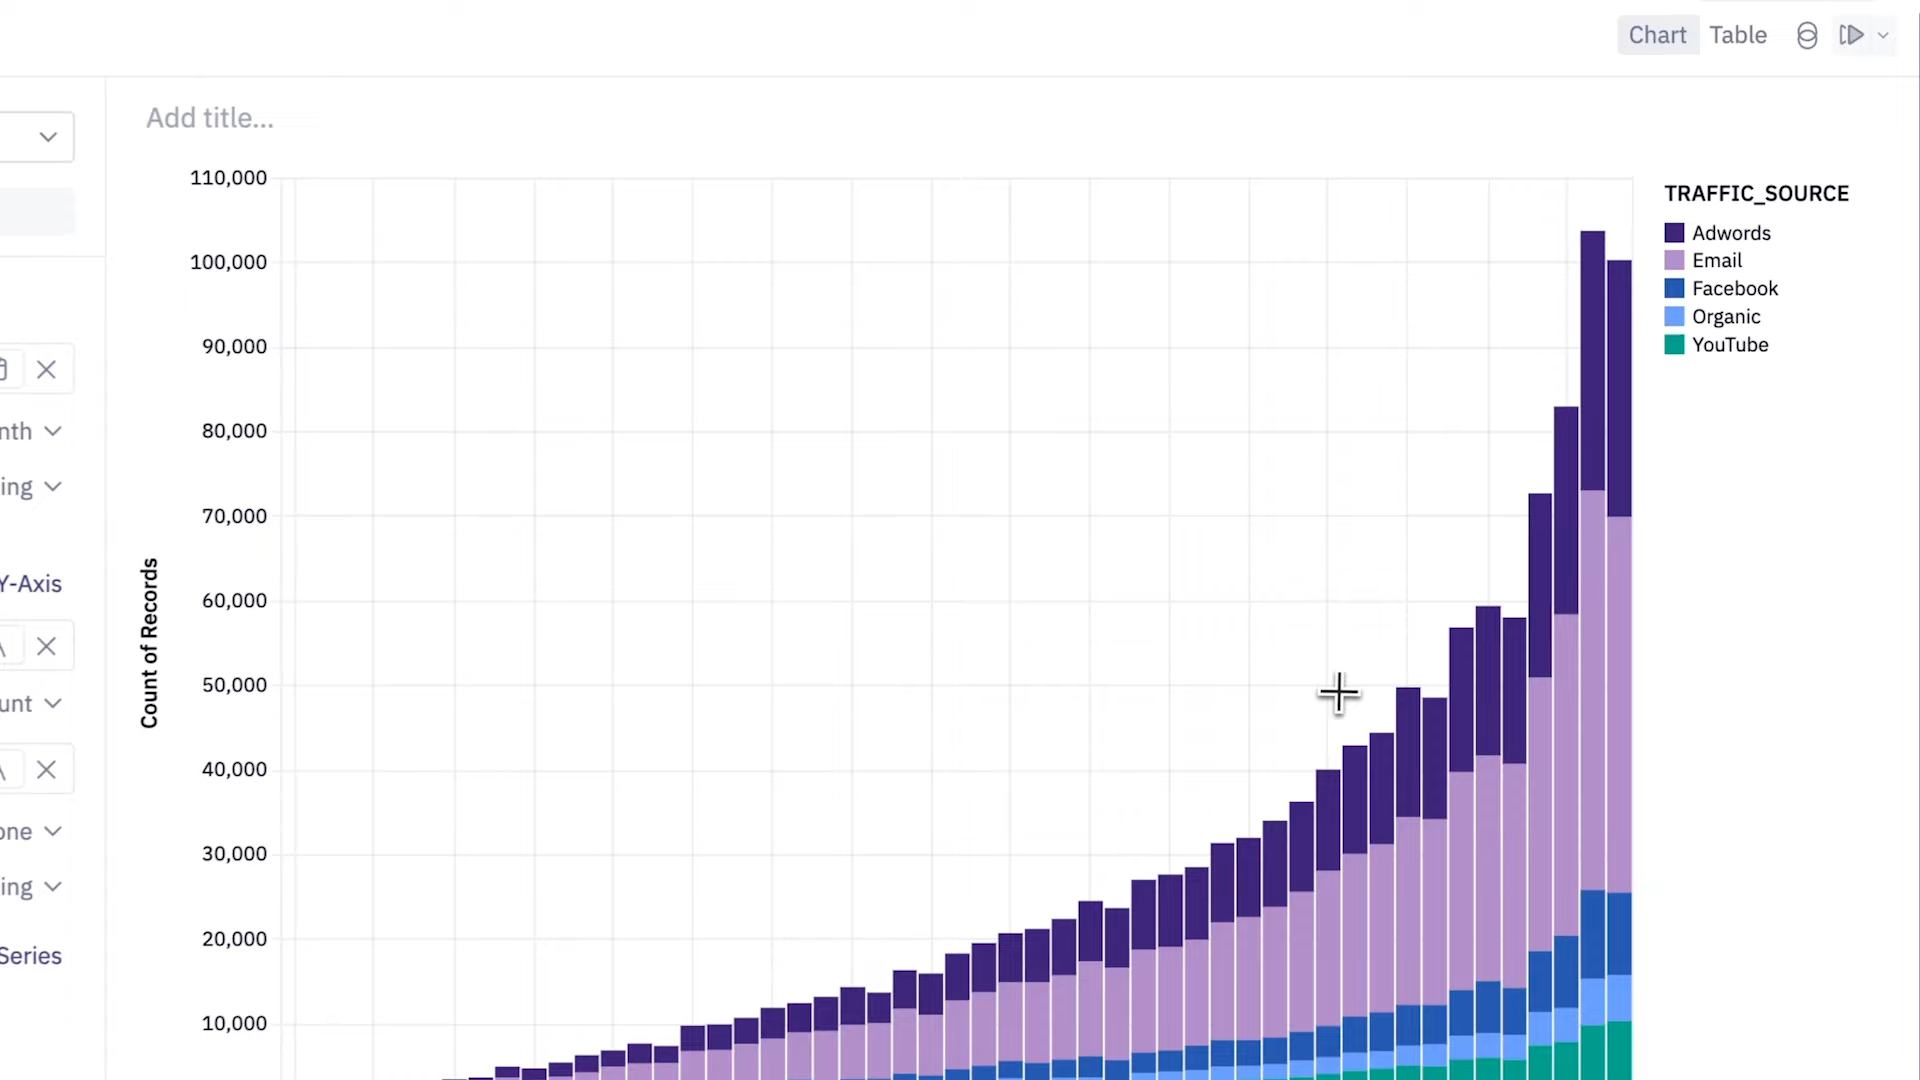 Chart Table
Add title...
110,000
100,000
90,000
80,000
70,000
60,000
50,000
40,000
30,000
20,000
10,000
Count of Records
TRAFFIC_SOURCE
Adwords
Email
Facebook
Organic
YouTube
nth
ing
Y-Axis
unt
one
ing
Series